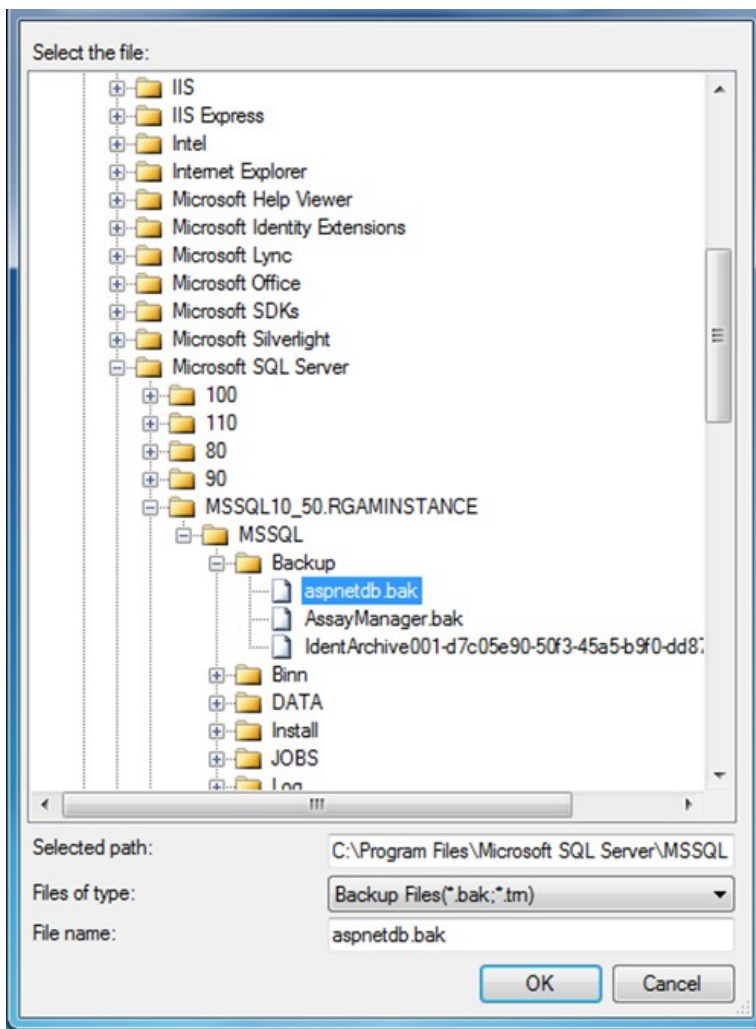 Select the file:
IIS
IIS Express
Intel
Internet Explorer
Microsoft Help Viewer
Microsoft Identity Extensions
Microsoft Lync
Microsoft Office
Microsoft SDKs
Microsoft Silverlight
Microsoft SQL Server
100
110
80
90
MSSQL10_50.RGAMINSTANCE
MSSQL
Backup
aspnetdb.bak
AssayManager.bak
IdentArchive001-d7c05e90-50f3-45a5-b9f0-dd87
Binn
DATA
Install
JOBS
Log
Selected path: C:\Program Files\Microsoft SQL Server\MSSQL
Files of type: Backup Files(*.bak;*.trn)
File name: aspnetdb.bak
OK Cancel